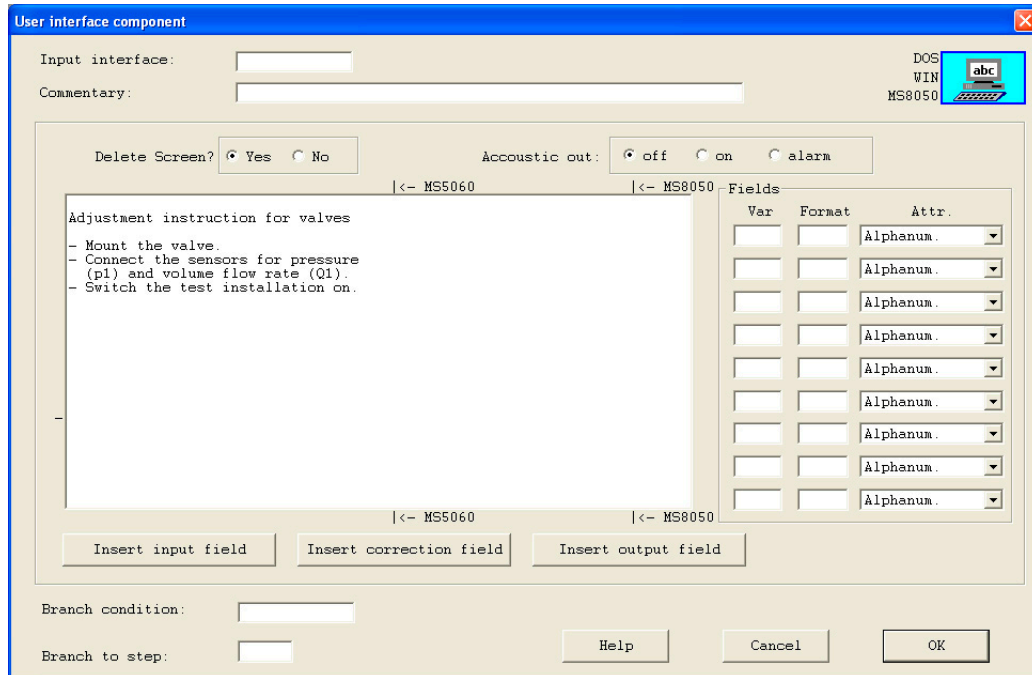 User interface component
Input interface:
DOS
WIN
MS8050
abc
Commentary:
Delete Screen? Yes No
Accoustic out: off on alarm
|<- MS5060 |<- MS8050
Fields
Var Format Attr.
Adjustment instruction for valves
- Mount the valve.
- Connect the sensors for pressure
(p1) and volume flow rate (Q1).
- Switch the test installation on.
Alphanum.
Alphanum.
Alphanum.
Alphanum.
Alphanum.
Alphanum.
Alphanum.
Alphanum.
Alphanum.
-
|<- MS5060 |<- MS8050
Insert input field Insert correction field Insert output field
Branch condition:
Branch to step:
Help Cancel OK